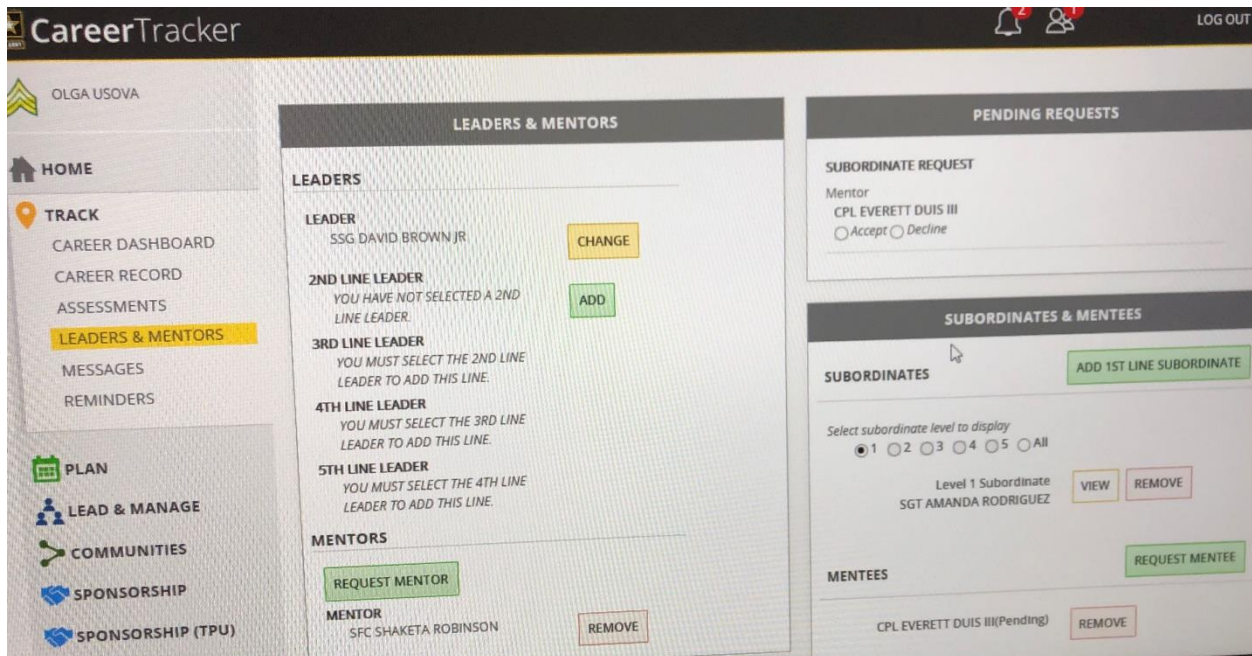 CareerTracker
2
1
LOG OUT
OLGA USOVA
HOME
TRACK
CAREER DASHBOARD
CAREER RECORD
ASSESSMENTS
LEADERS & MENTORS
MESSAGES
REMINDERS
PLAN
LEAD & MANAGE
COMMUNITIES
SPONSORSHIP
SPONSORSHIP (TPU)
LEADERS & MENTORS
LEADERS
LEADER
SSG DAVID BROWN JR
CHANGE
2ND LINE LEADER
YOU HAVE NOT SELECTED A 2ND
LINE LEADER.
ADD
3RD LINE LEADER
YOU MUST SELECT THE 2ND LINE
LEADER TO ADD THIS LINE.
4TH LINE LEADER
YOU MUST SELECT THE 3RD LINE
LEADER TO ADD THIS LINE.
5TH LINE LEADER
YOU MUST SELECT THE 4TH LINE
LEADER TO ADD THIS LINE.
MENTORS
REQUEST MENTOR
MENTOR
SFC SHAKETA ROBINSON
REMOVE
PENDING REQUESTS
SUBORDINATE REQUEST
Mentor
CPL EVERETT DUIS III
Accept Decline
SUBORDINATES & MENTEES
SUBORDINATES
ADD 1ST LINE SUBORDINATE
Select subordinate level to display
1 2 3 4 5 All
Level 1 Subordinate
SGT AMANDA RODRIGUEZ
VIEW
REMOVE
MENTEES
REQUEST MENTEE
CPL EVERETT DUIS III(Pending)
REMOVE